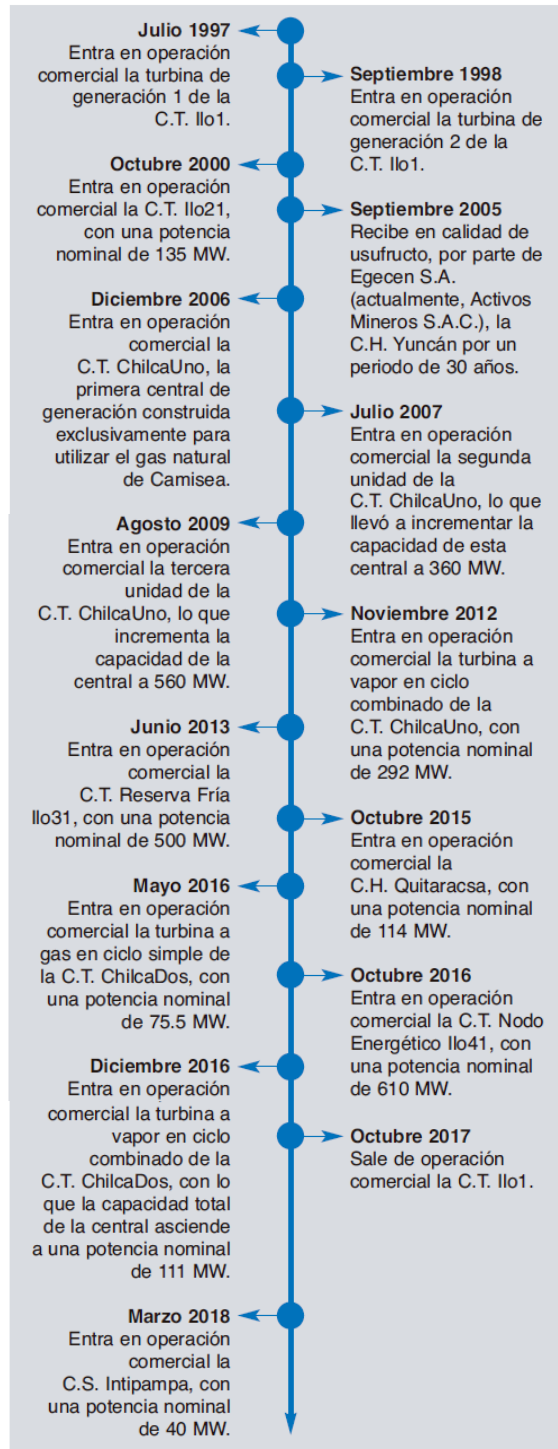 Julio 1997
Entra en operación
comercial la turbina de
generación 1 de la
C.T. Ilo1.
Septiembre 1998
Entra en operación
comercial la turbina de
generación 2 de la
C.T. Ilo1.
Octubre 2000
Entra en operación
comercial la C.T. Ilo21,
con una potencia
nominal de 135 MW.
Septiembre 2005
Recibe en calidad de
usufructo, por parte de
Egecen S.A.
(actualmente, Activos
Mineros S.A.C.), la
C.H. Yuncán por un
periodo de 30 años.
Diciembre 2006
Entra en operación
comercial la
C.T. ChilcaUno, la
primera central de
generación construida
exclusivamente para
utilizar el gas natural
de Camisea.
Julio 2007
Entra en operación
comercial la segunda
unidad de la
C.T. ChilcaUno, lo que
llevó a incrementar la
capacidad de esta
central a 360 MW.
Agosto 2009
Entra en operación
comercial la tercera
unidad de la
C.T. ChilcaUno, lo que
incrementa la
capacidad de la
central a 560 MW.
Noviembre 2012
Entra en operación
comercial la turbina a
vapor en ciclo
combinado de la
C.T. ChilcaUno, con
una potencia nominal
de 292 MW.
Junio 2013
Entra en operación
comercial la
C.T. Reserva Fría
Ilo31, con una potencia
nominal de 500 MW.
Octubre 2015
Entra en operación
comercial la
C.H. Quitaracsa, con
una potencia nominal
de 114 MW.
Mayo 2016
Entra en operación
comercial la turbina a
gas en ciclo simple de
la C.T. ChilcaDos, con
una potencia nominal
de 75.5 MW.
Octubre 2016
Entra en operación
comercial la C.T. Nodo
Energético Ilo41, con
una potencia nominal
de 610 MW.
Diciembre 2016
Entra en operación
comercial la turbina a
vapor en ciclo
combinado de la
C.T. ChilcaDos, con lo
que la capacidad total
de la central asciende
a una potencia nominal
de 111 MW.
Octubre 2017
Sale de operación
comercial la C.T. Ilo1.
Marzo 2018
Entra en operación
comercial la
C.S. Intipampa, con
una potencia nominal
de 40 MW.